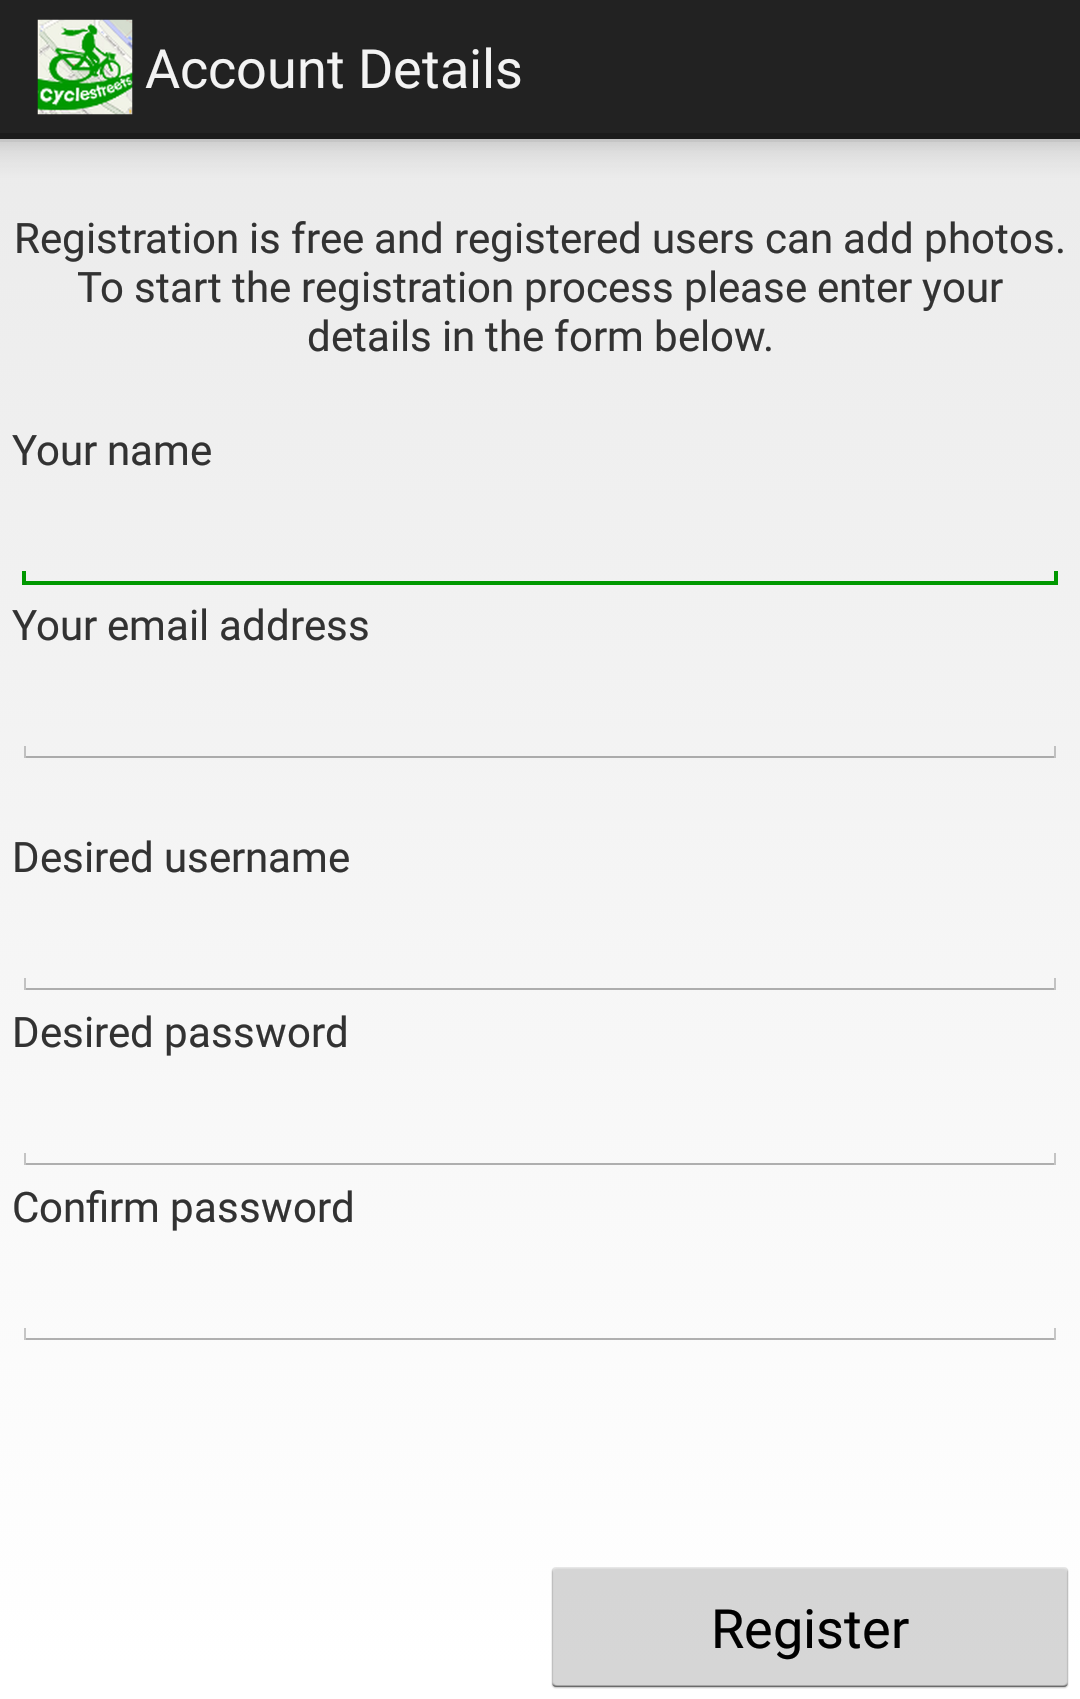 Cyclestreets
Account Details
Registration is free and registered users can add photos.
To start the registration process please enter your
details in the form below.
Your name
Your email address
Desired username
Desired password
Confirm password
Register